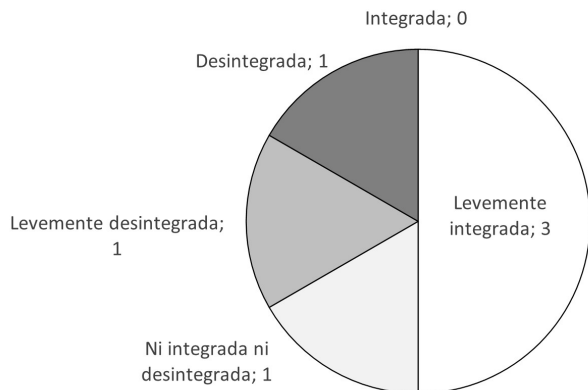 Integrada; 0
Desintegrada; 1
Levemente
integrada; 3
Levemente desintegrada;
1
Ni integrada ni
desintegrada; 1